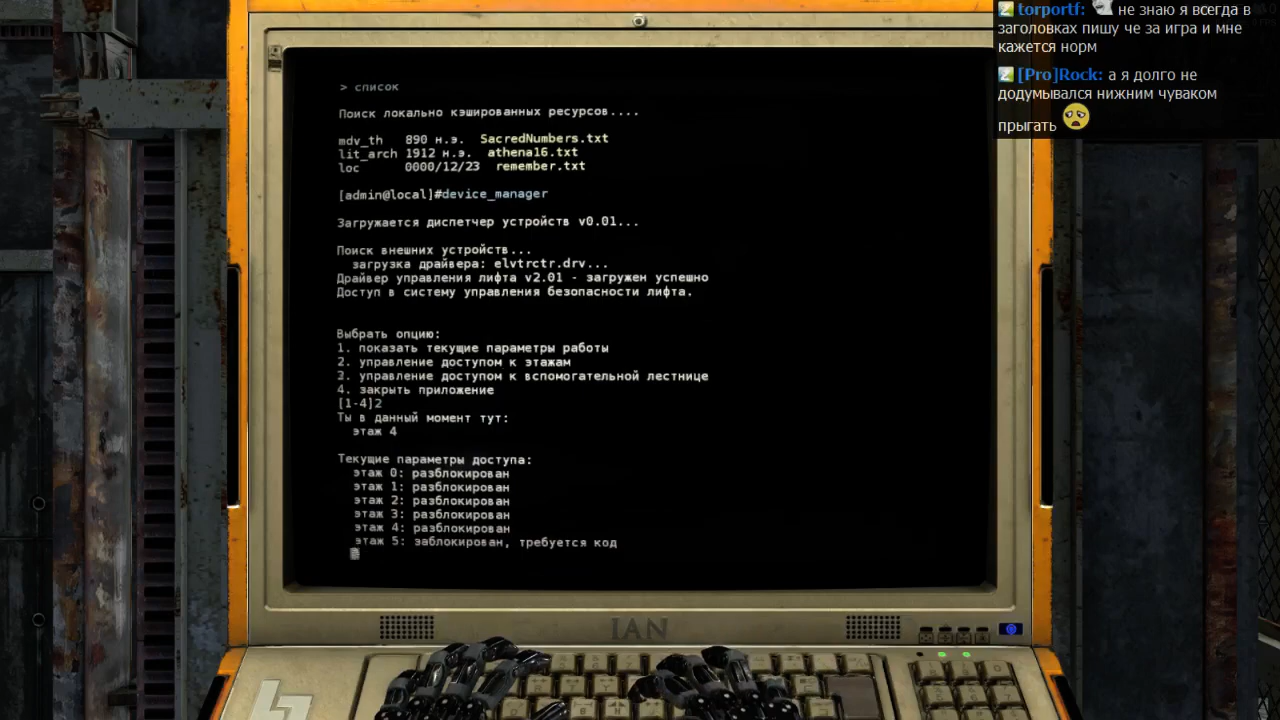 > список
Поиск локально кэшированных ресурсов....
mdv_th 890 н.э. SacredNumbers.txt
lit_arch 1912 н.э. athena16.txt
loc 0000/12/23 remember.txt
[admin@local]#device_manager
Загружается диспетчер устройств v0.01...
Поиск внешних устройств...
загрузка драйвера: elvtrctr.drv...
Драйвер управления лифта v2.01 - загружен успешно
Доступ в систему управления безопасности лифта.
Выбрать опцию:
1. показать текущие параметры работы
2. управление доступом к этажам
3. управление доступом к вспомогательной лестнице
4. закрыть приложение
[1-4]2
Ты в данный момент тут:
этаж 4
Текущие параметры доступа:
этаж 0: разблокирован
этаж 1: разблокирован
этаж 2: разблокирован
этаж 3: разблокирован
этаж 4: разблокирован
этаж 5: заблокирован, требуется код
IAN
torportf: не знаю я всегда в
заголовках пишу че за игра и мне
кажется норм
[Pro]Rock: а я долго не
додумывался нижним чуваком
прыгать